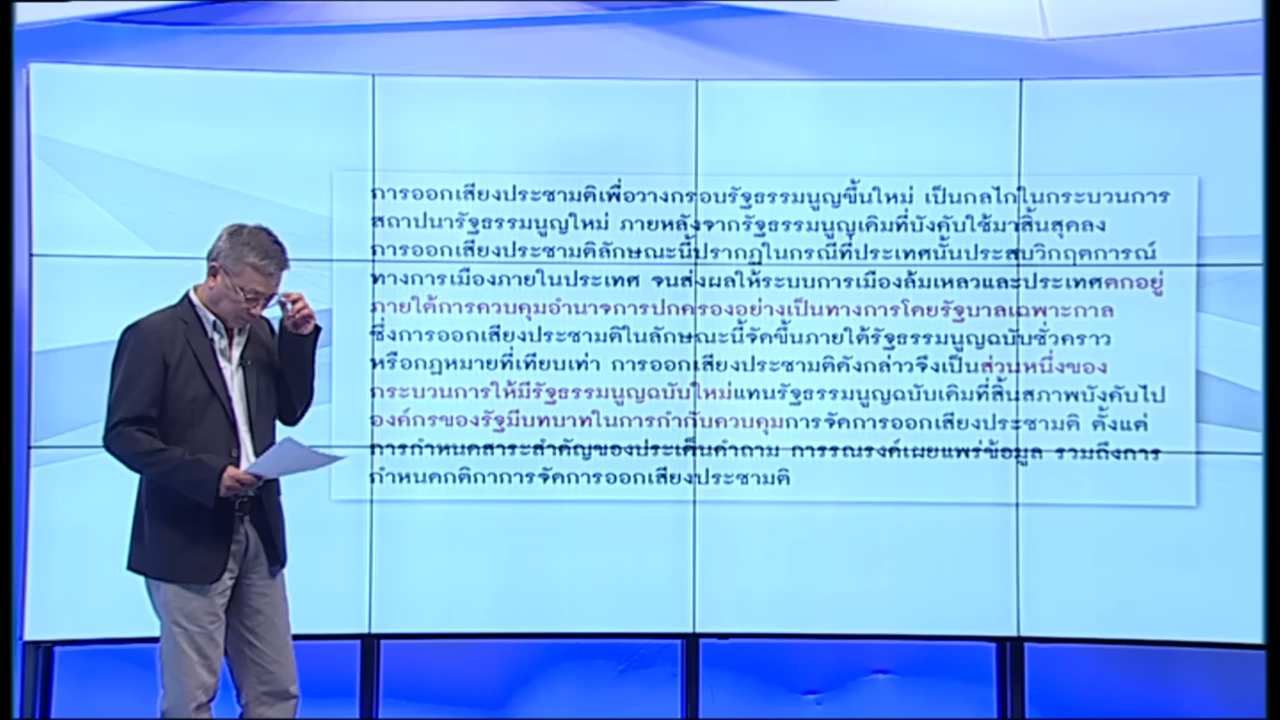 การออกเสียงประชามติเพื่อวางกรอบรัฐธรรมนูญขึ้นใหม่ เป็นกลไกในกระบวนการ
สถาปนารัฐธรรมนูญใหม่ ภายหลังจากรัฐธรรมนูญเดิมที่บังคับใช้มาสิ้นสุดลง
การออกเสียงประชามติลักษณะนี้ปรากฏในกรณีที่ประเทศนั้นประสบวิกฤตการณ์
ทางการเมืองภายในประเทศ จนส่งผลให้ระบบการเมืองล้มเหลวและประเทศตกอยู่
ภายใต้การควบคุมอำนาจการปกครองอย่างเป็นทางการโดยรัฐบาลเฉพาะกาล
ซึ่งการออกเสียงประชามติในลักษณะนี้จัดขึ้นภายใต้รัฐธรรมนูญฉบับชั่วคราว
หรือกฎหมายที่เทียบเท่า การออกเสียงประชามติดังกล่าวจึงเป็นส่วนหนึ่งของ
กระบวนการให้มีรัฐธรรมนูญฉบับใหม่แทนรัฐธรรมนูญฉบับเดิมที่สิ้นสภาพบังคับไป
องค์กรของรัฐมีบทบาทในการกำกับควบคุมการจัดการออกเสียงประชามติ ตั้งแต่
การกำหนดสาระสำคัญของประเด็นคำถาม การรณรงค์เผยแพร่ข้อมูล รวมถึงการ
กำหนดกติกาการจัดการออกเสียงประชามติ